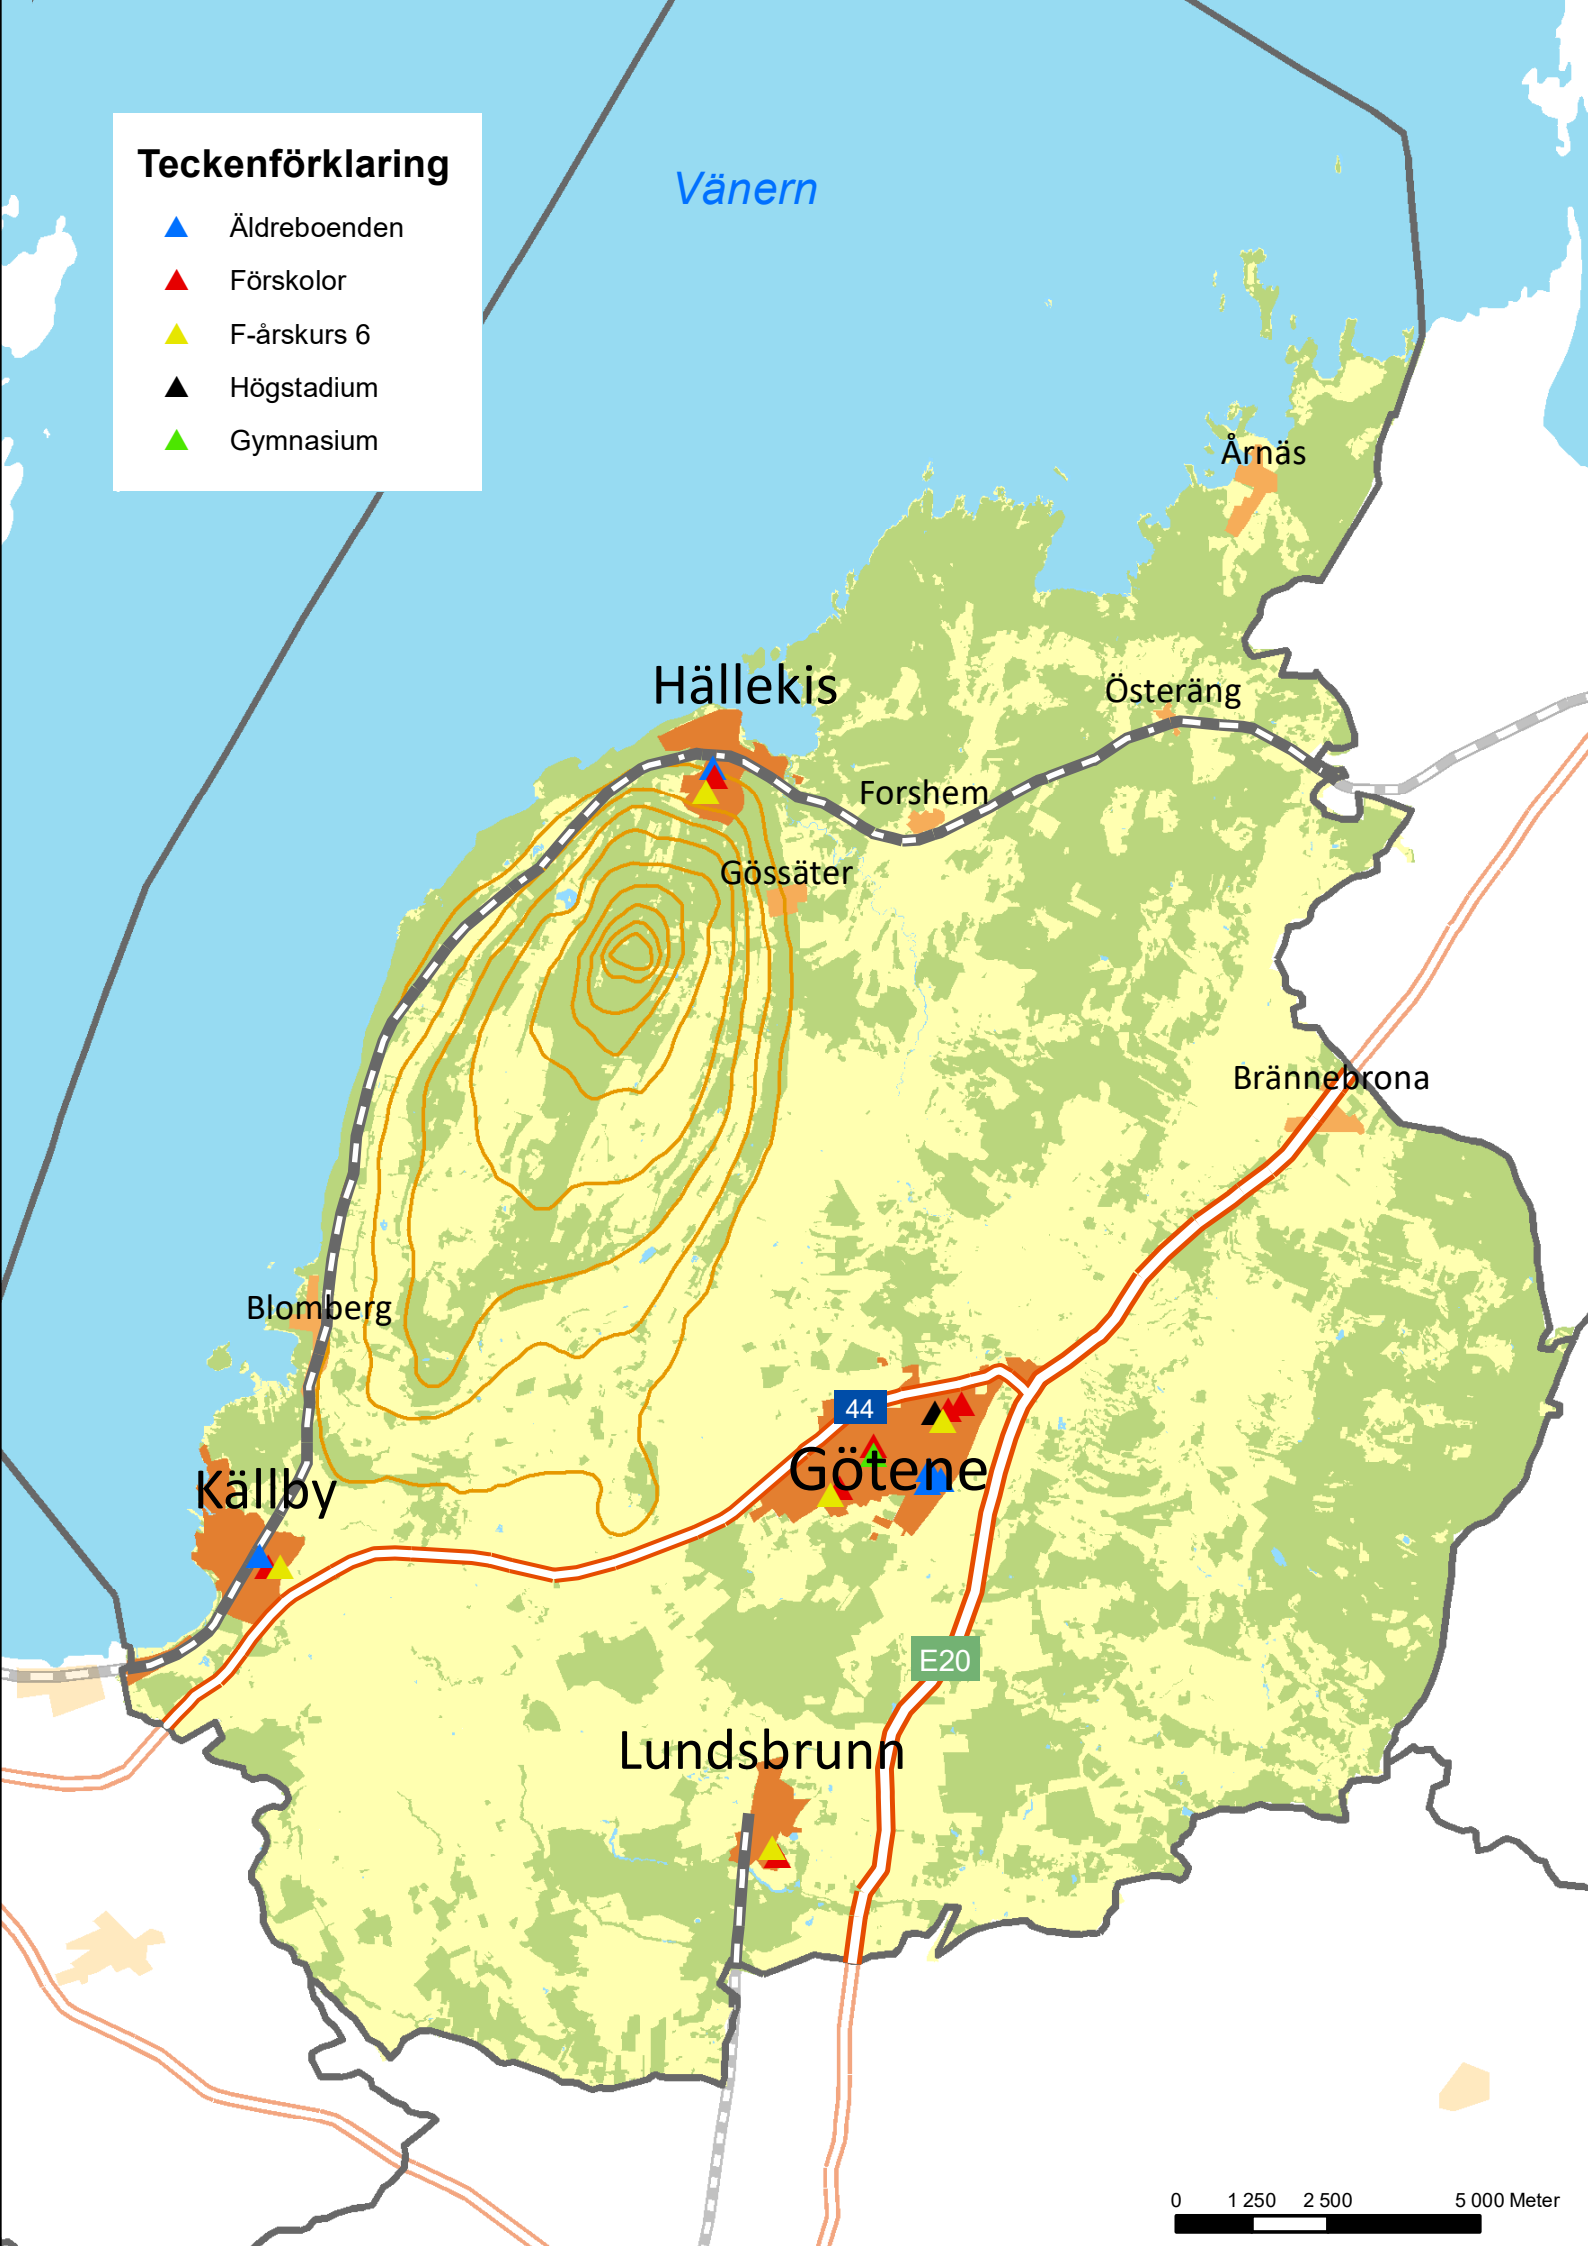 Teckenförklaring
Äldreboenden
Förskolor
F-årskurs 6
Högstadium
Gymnasium
Vänern
Årnäs
Hällekis
Österäng
Forshem
Gössäter
Brännebrona
Blomberg
44
Götene
Källby
E20
Lundsbrunn
0 1 250 2 500 5 000 Meter